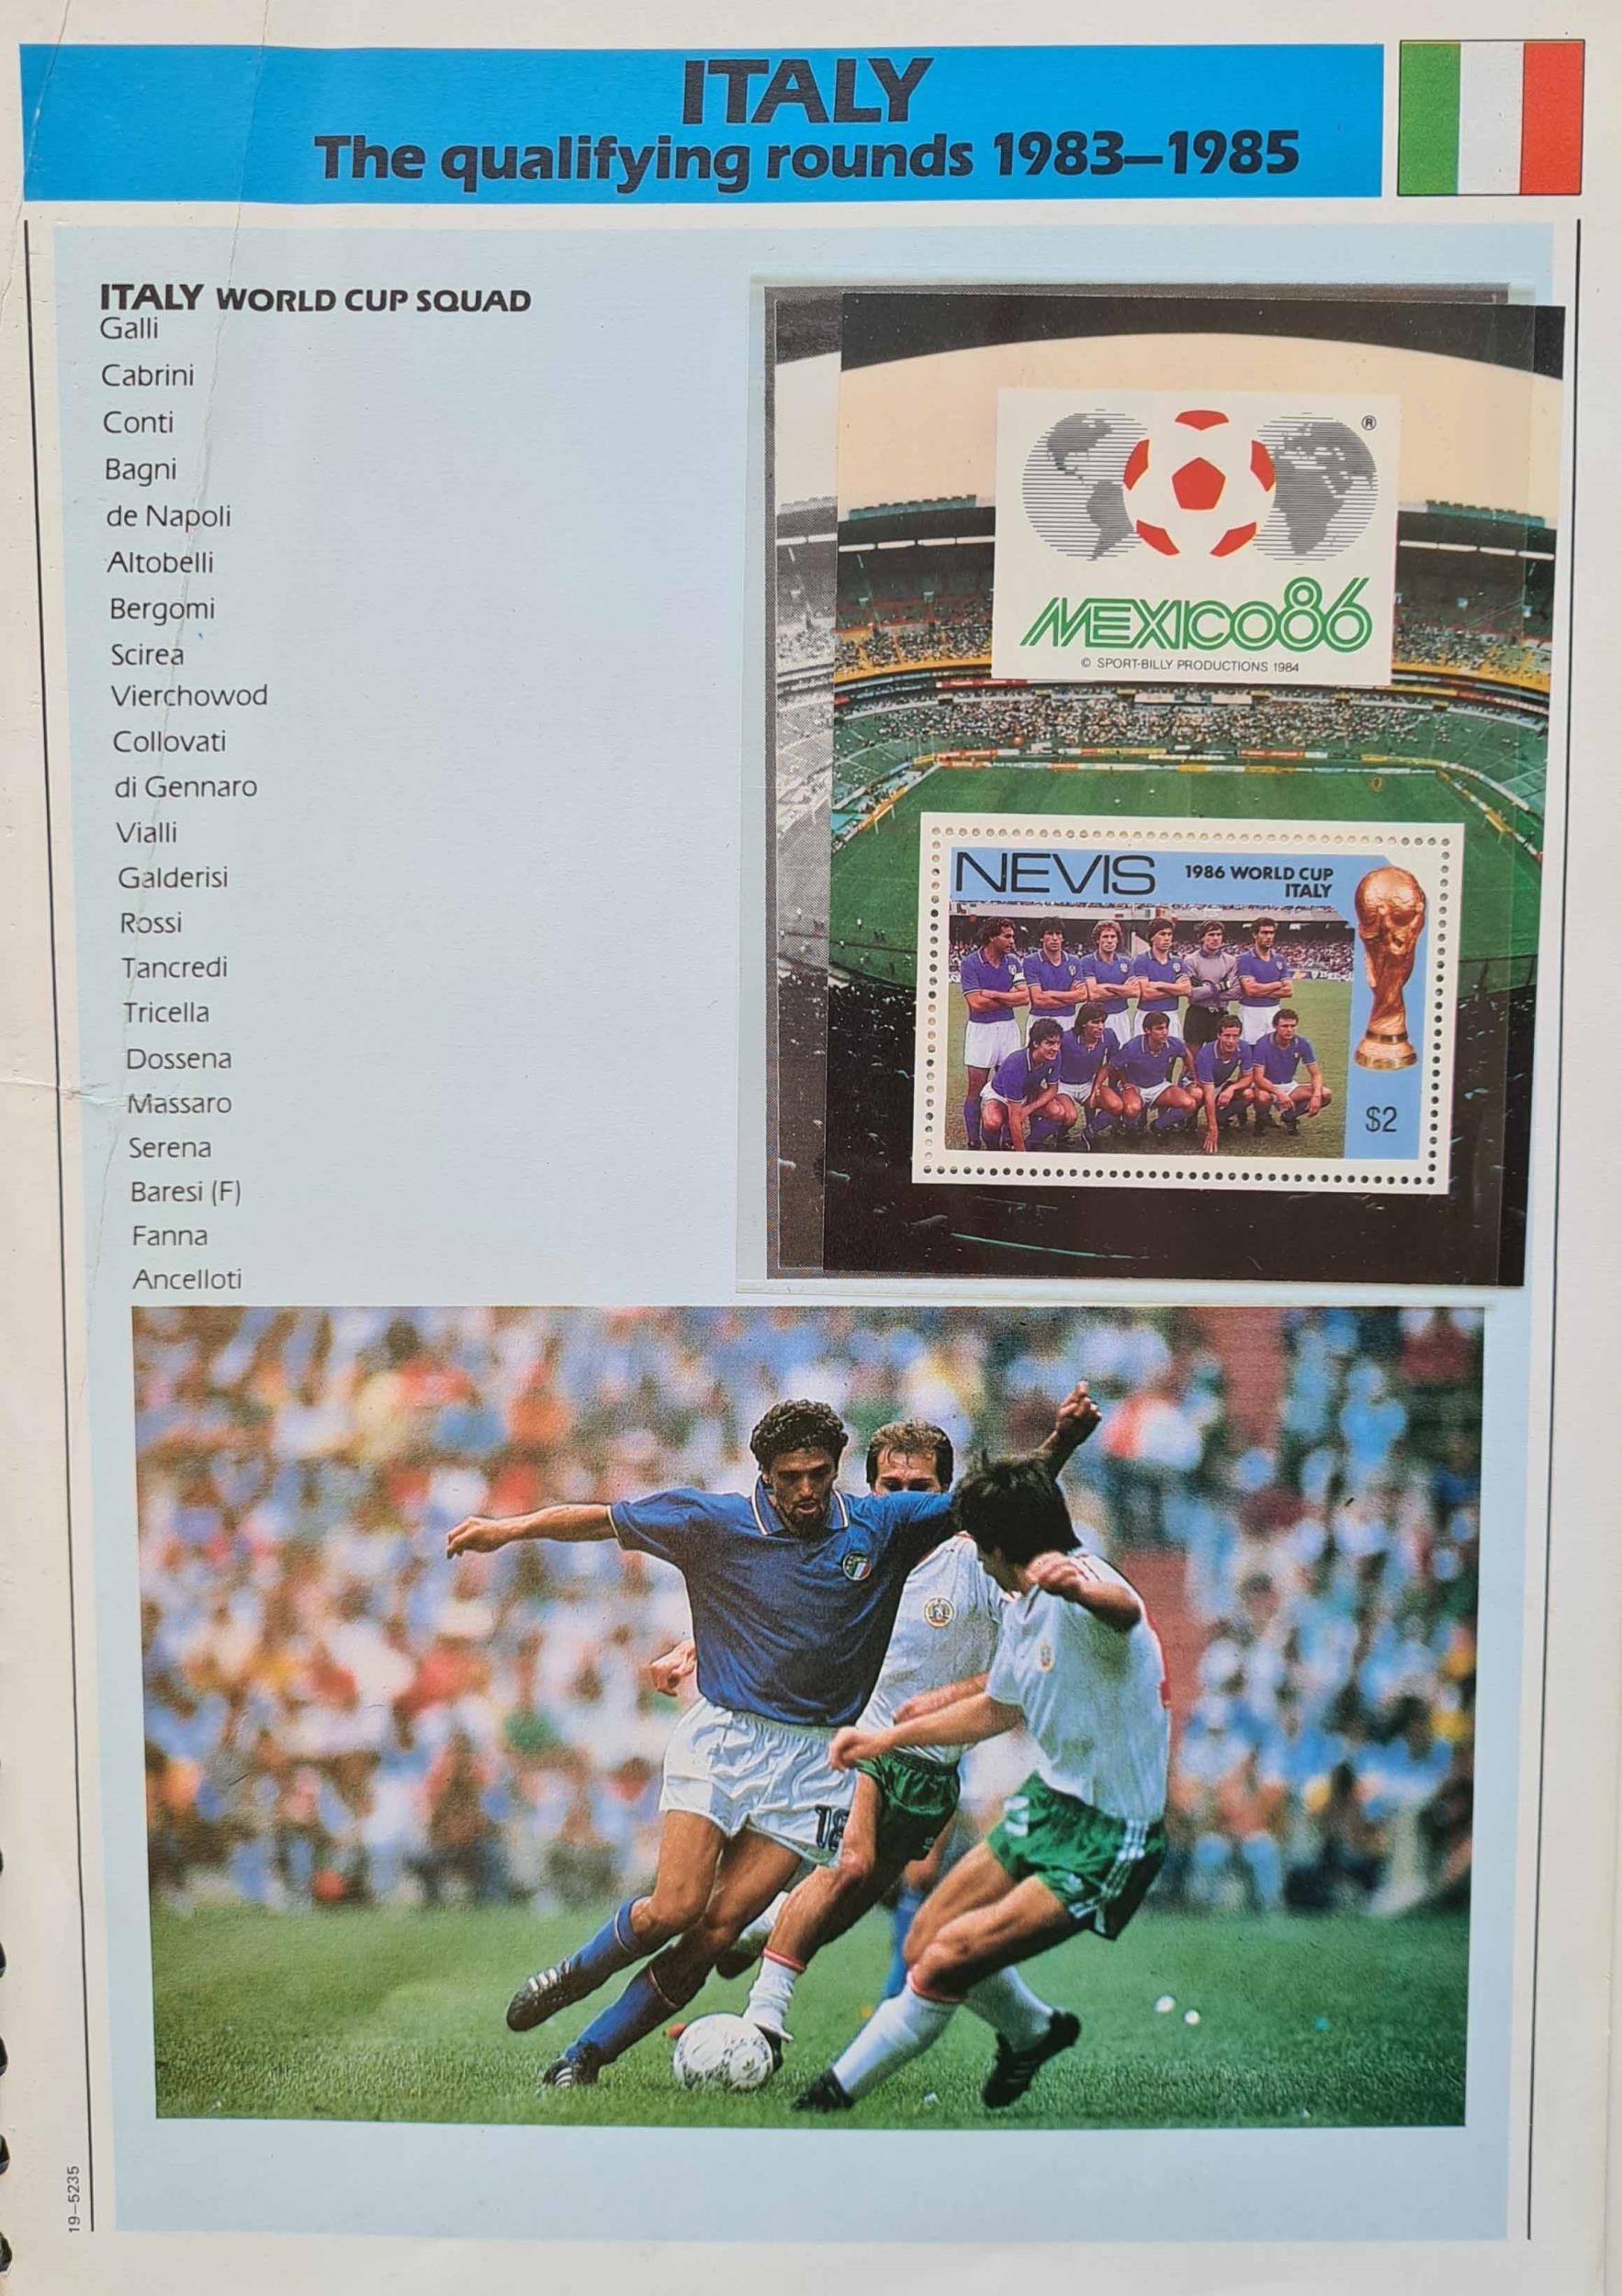 ITALY
The qualifying rounds 1983–1985
ITALY WORLD CUP SQUAD
Galli
Cabrini
Conti
Bagni
de Napoli
Altobelli
Bergomi
Scirea
Vierchowod
Collovati
di Gennaro
Vialli
Galderisi
Rossi
Tancredi
Tricella
Dossena
Massaro
Serena
Baresi (F)
Fanna
Ancelloti
®
MEXICO86
© SPORT-BILLY PRODUCTIONS 1984
NEVIS
1986 WORLD CUP
ITALY
$2
18
19–5235